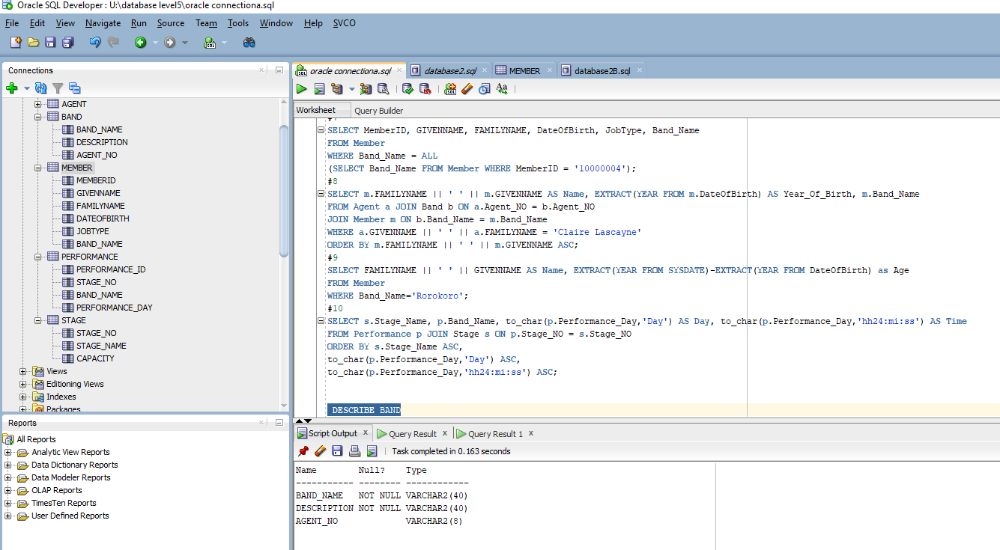 Oracle SQL Developer : U:\database level5\oracle connectiona.sql
File Edit View Navigate Run Source Team Tools Window Help SVCO
Connections
AGENT
BAND
BAND_NAME
DESCRIPTION
AGENT_NO
MEMBER
MEMBERID
GIVENNAME
FAMILYNAME
DATEOFBIRTH
JOBTYPE
BAND_NAME
PERFORMANCE
PERFORMANCE_ID
STAGE_NO
BAND_NAME
PERFORMANCE_DAY
STAGE
STAGE_NO
STAGE_NAME
CAPACITY
Views
Editioning Views
Indexes
Packages
Reports
All Reports
Analytic View Reports
Data Dictionary Reports
Data Modeler Reports
OLAP Reports
TimesTen Reports
User Defined Reports
oracle connectiona.sql database2.sql MEMBER database2B.sql
Worksheet Query Builder
#7
SELECT MemberID, GIVENNAME, FAMILYNAME, DateOfBirth, JobType, Band_Name
FROM Member
WHERE Band_Name = ALL
(SELECT Band_Name FROM Member WHERE MemberID = '10000004');
#8
SELECT m.FAMILYNAME || ' ' || m.GIVENNAME AS Name, EXTRACT(YEAR FROM m.DateOfBirth) AS Year_Of_Birth, m.Band_Name
FROM Agent a JOIN Band b ON a.Agent_NO = b.Agent_NO
JOIN Member m ON b.Band_Name = m.Band_Name
WHERE a.GIVENNAME || ' ' || a.FAMILYNAME = 'Claire Lascayne'
ORDER BY m.FAMILYNAME || ' ' || m.GIVENNAME ASC;
#9
SELECT FAMILYNAME || ' ' || GIVENNAME AS Name, EXTRACT(YEAR FROM SYSDATE)-EXTRACT(YEAR FROM DateOfBirth) as Age
FROM Member
WHERE Band_Name='Rorokoro';
#10
SELECT s.Stage_Name, p.Band_Name, to_char(p.Performance_Day,'Day') AS Day, to_char(p.Performance_Day,'hh24:mi:ss') AS Time
FROM Performance p JOIN Stage s ON p.Stage_NO = s.Stage_NO
ORDER BY s.Stage_Name ASC,
to_char(p.Performance_Day,'Day') ASC,
to_char(p.Performance_Day,'hh24:mi:ss') ASC;
DESCRIBE BAND
Script Output Query Result Query Result 1
Task completed in 0.163 seconds
Name Null? Type
----------- -------- ------------
BAND_NAME NOT NULL VARCHAR2(40)
DESCRIPTION NOT NULL VARCHAR2(40)
AGENT_NO VARCHAR2(8)